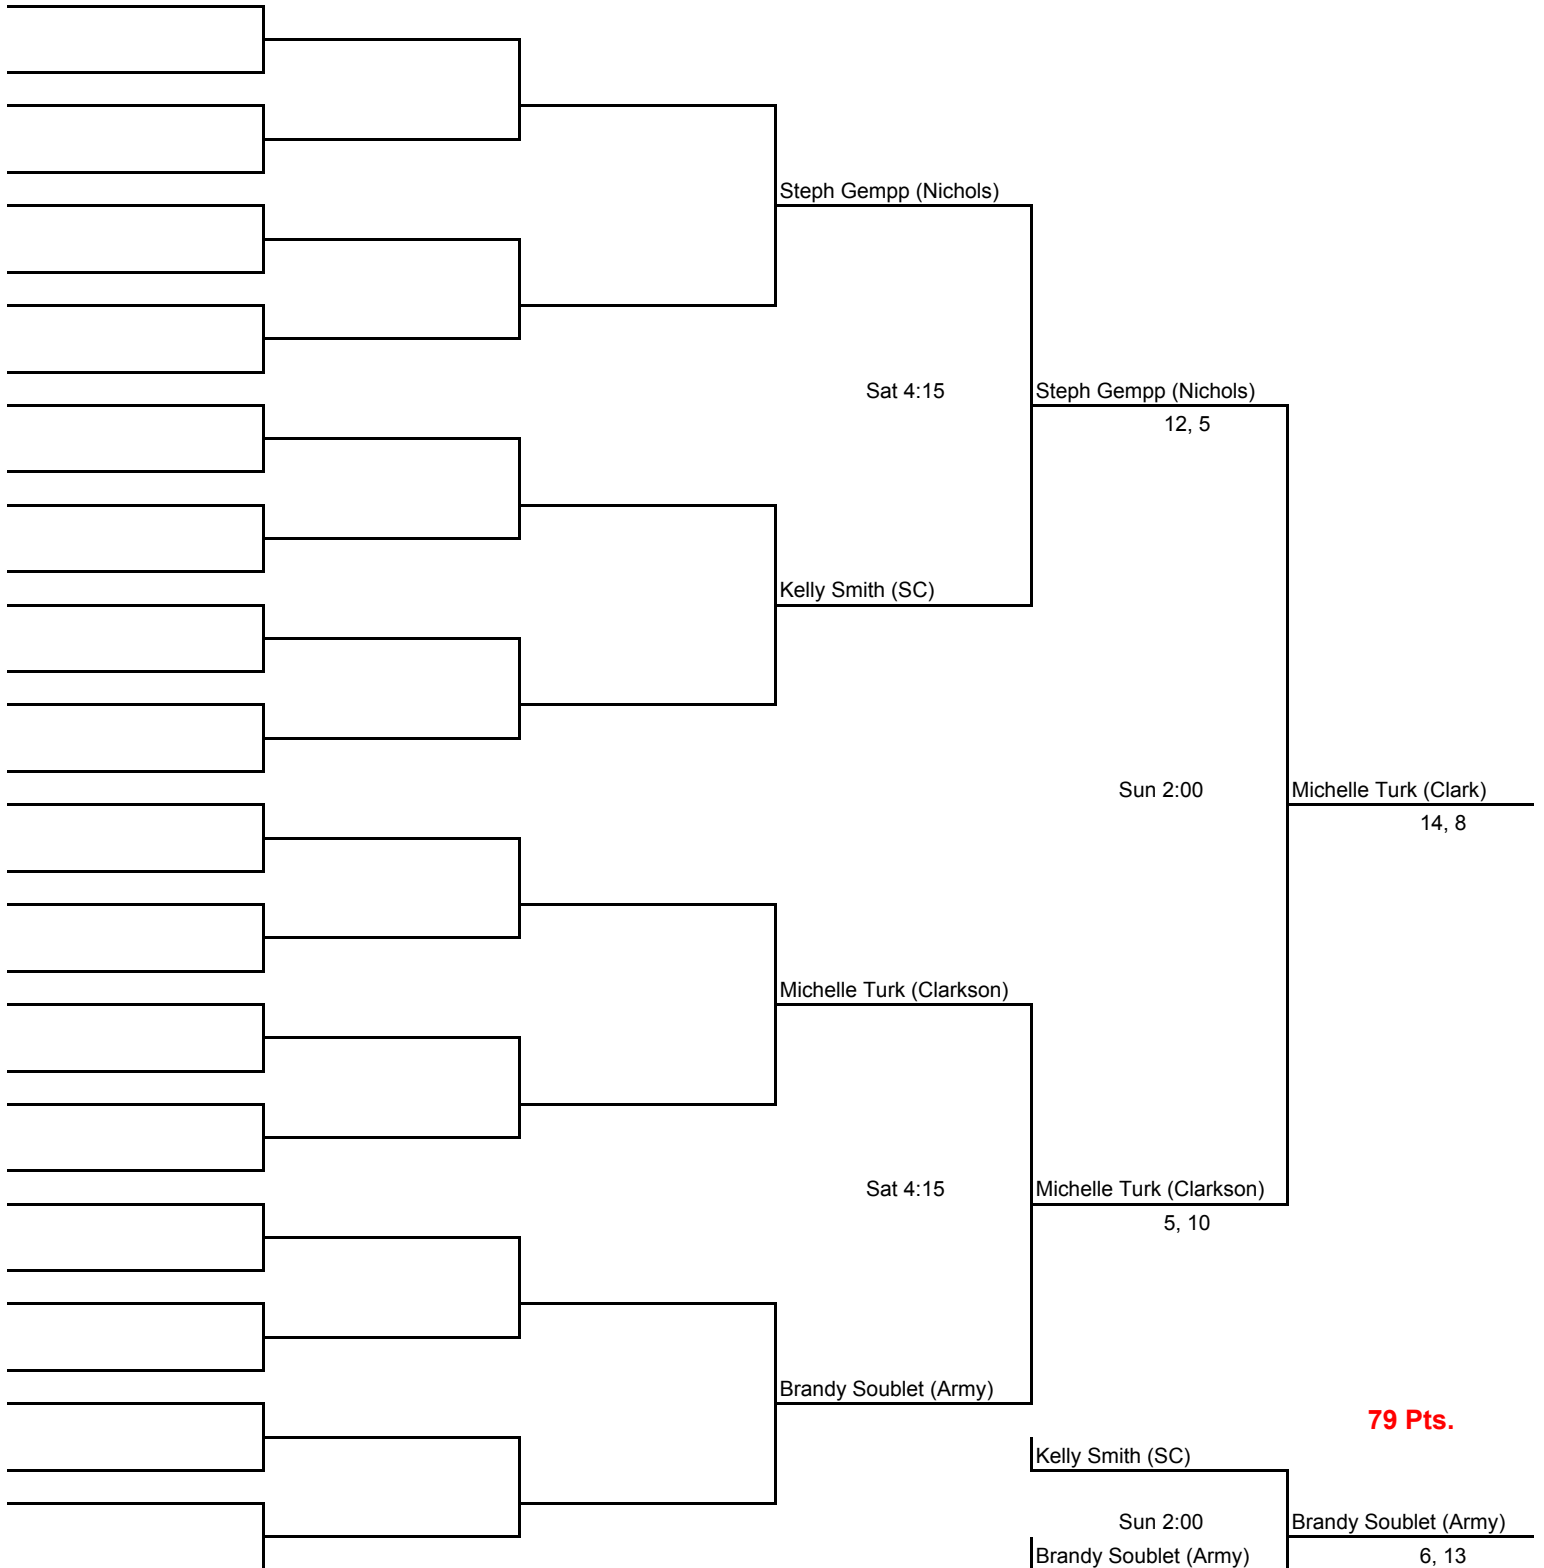 Steph Gempp (Nichols)
Sat 4:15
Steph Gempp (Nichols)
12, 5
Kelly Smith (SC)
Sun 2:00
Michelle Turk (Clark)
14, 8
Michelle Turk (Clarkson)
Sat 4:15
Michelle Turk (Clarkson)
5, 10
Brandy Soublet (Army)
79 Pts.
Kelly Smith (SC)
Sun 2:00
Brandy Soublet (Army)
Brandy Soublet (Army)
6, 13